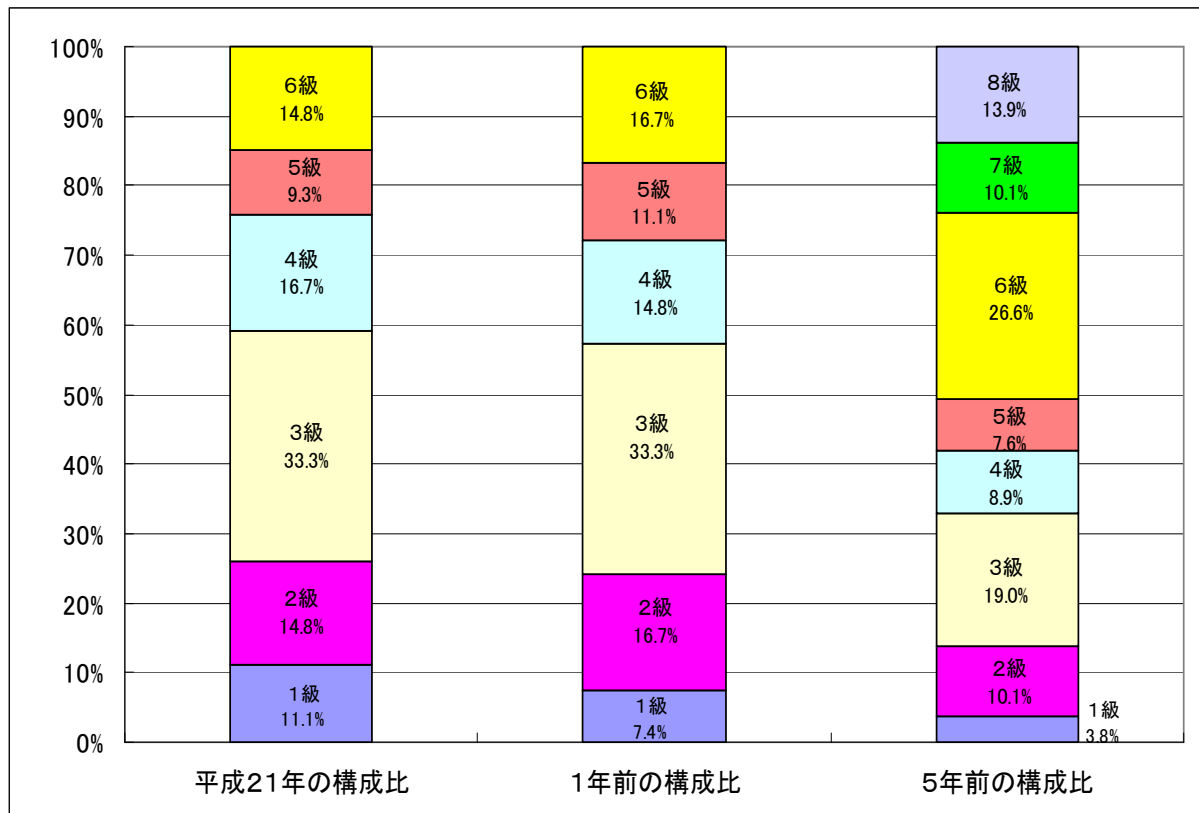 100%
90%
80%
70%
60%
50%
40%
30%
20%
10%
0%
6級
14.8%
5級
9.3%
4級
16.7%
3級
33.3%
2級
14.8%
1級
11.1%
6級
16.7%
5級
11.1%
4級
14.8%
3級
33.3%
2級
16.7%
1級
7.4%
8級
13.9%
7級
10.1%
6級
26.6%
5級
7.6%
4級
8.9%
3級
19.0%
2級
10.1%
1級
3.8%
平成21年の構成比
1年前の構成比
5年前の構成比